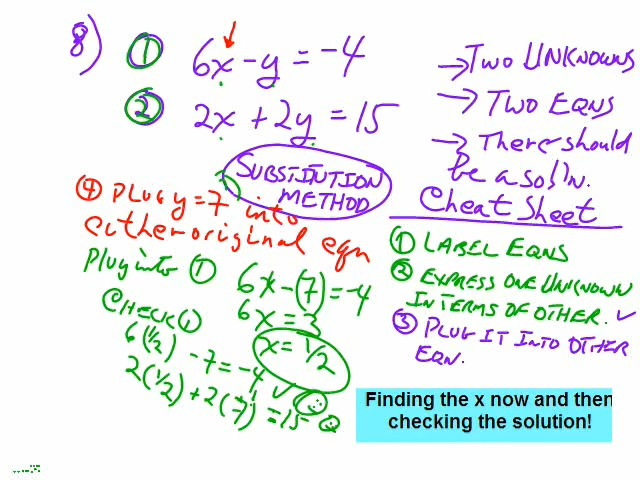 8) ① 6x - y = -4
② 2x + 2y = 15
→ TWO UNKNOWNS
→ TWO EQNS
→ There should
be a sol'n.
SUBSTITUTION
METHOD
Cheat Sheet
① LABEL EQNS
② EXPRESS ONE UNKNOWN
IN TERMS OF OTHER. ✓
③ PLUG IT INTO OTHER
EQN.
④ PLUG y = 7 into
either original eqn
Plug into ①
6x - (7) = -4
6x = 3
x = 1/2
CHECK(;
6(1/2) - 7 = -4 ✓
2(1/2) + 2(7) = 15
Finding the x now and then
checking the solution!